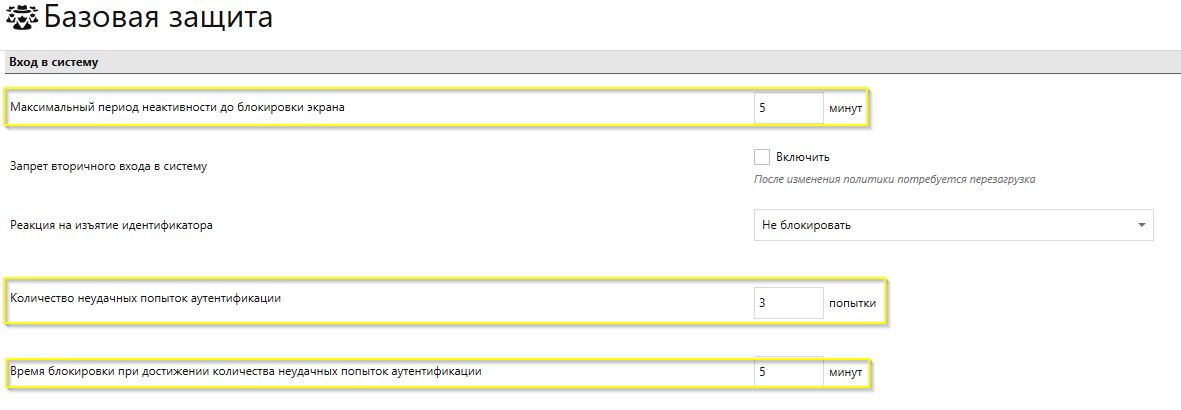 Базовая защита
Вход в систему
Максимальный период неактивности до блокировки экрана 5 минут
Запрет вторичного входа в систему Включить
После изменения политики потребуется перезагрузка
Реакция на изъятие идентификатора Не блокировать
Количество неудачных попыток аутентификации 3 попытки
Время блокировки при достижении количества неудачных попыток аутентификации 5 минут